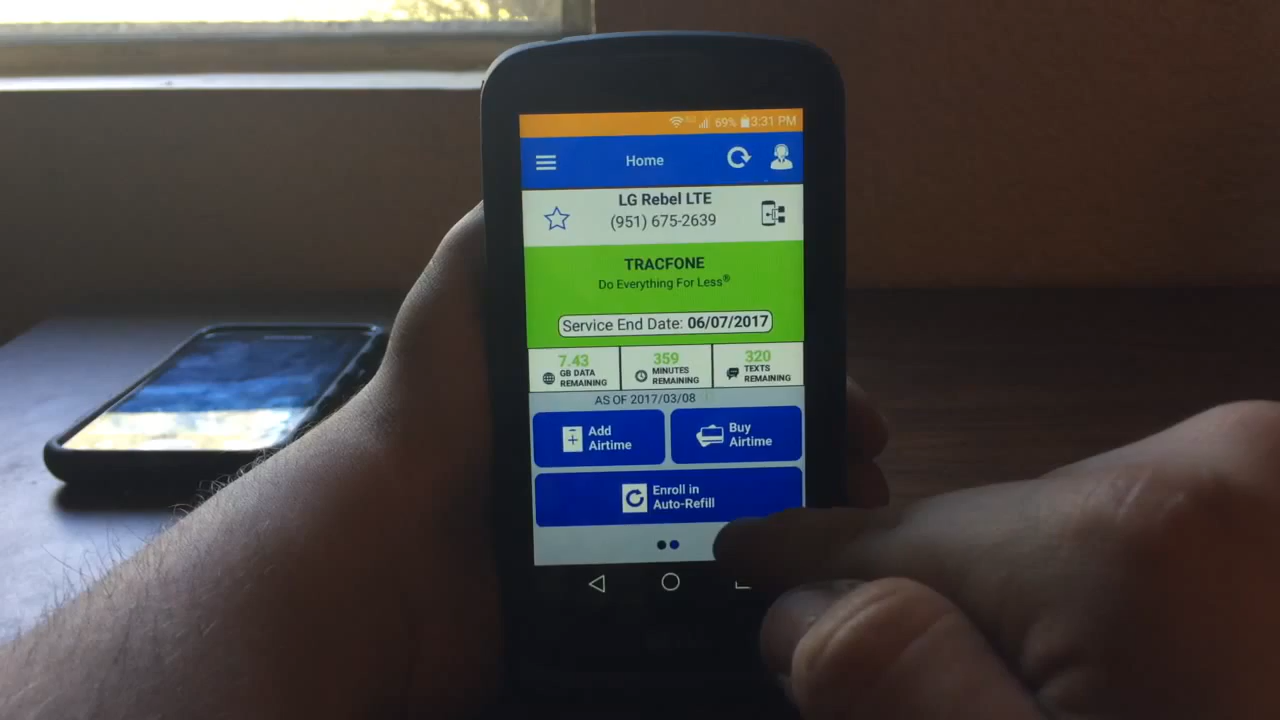 69% 3:31 PM
Home
LG Rebel LTE
(951) 675-2639
TRACFONE
Do Everything For Less®
Service End Date: 06/07/2017
7.43
GB DATA
REMAINING
359
MINUTES
REMAINING
320
TEXTS
REMAINING
AS OF 2017/03/08
Add
Airtime
Buy
Airtime
Enroll in
Auto-Refill